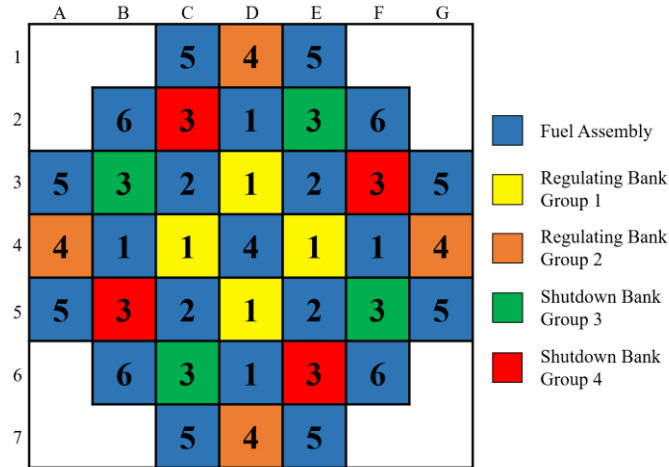 A B C D E F G
1 5 4 5
2 6 3 1 3 6
3 5 3 2 1 2 3 5
4 4 1 1 4 1 1 4
5 5 3 2 1 2 3 5
6 6 3 1 3 6
7 5 4 5
Fuel Assembly
Regulating Bank
Group 1
Regulating Bank
Group 2
Shutdown Bank
Group 3
Shutdown Bank
Group 4